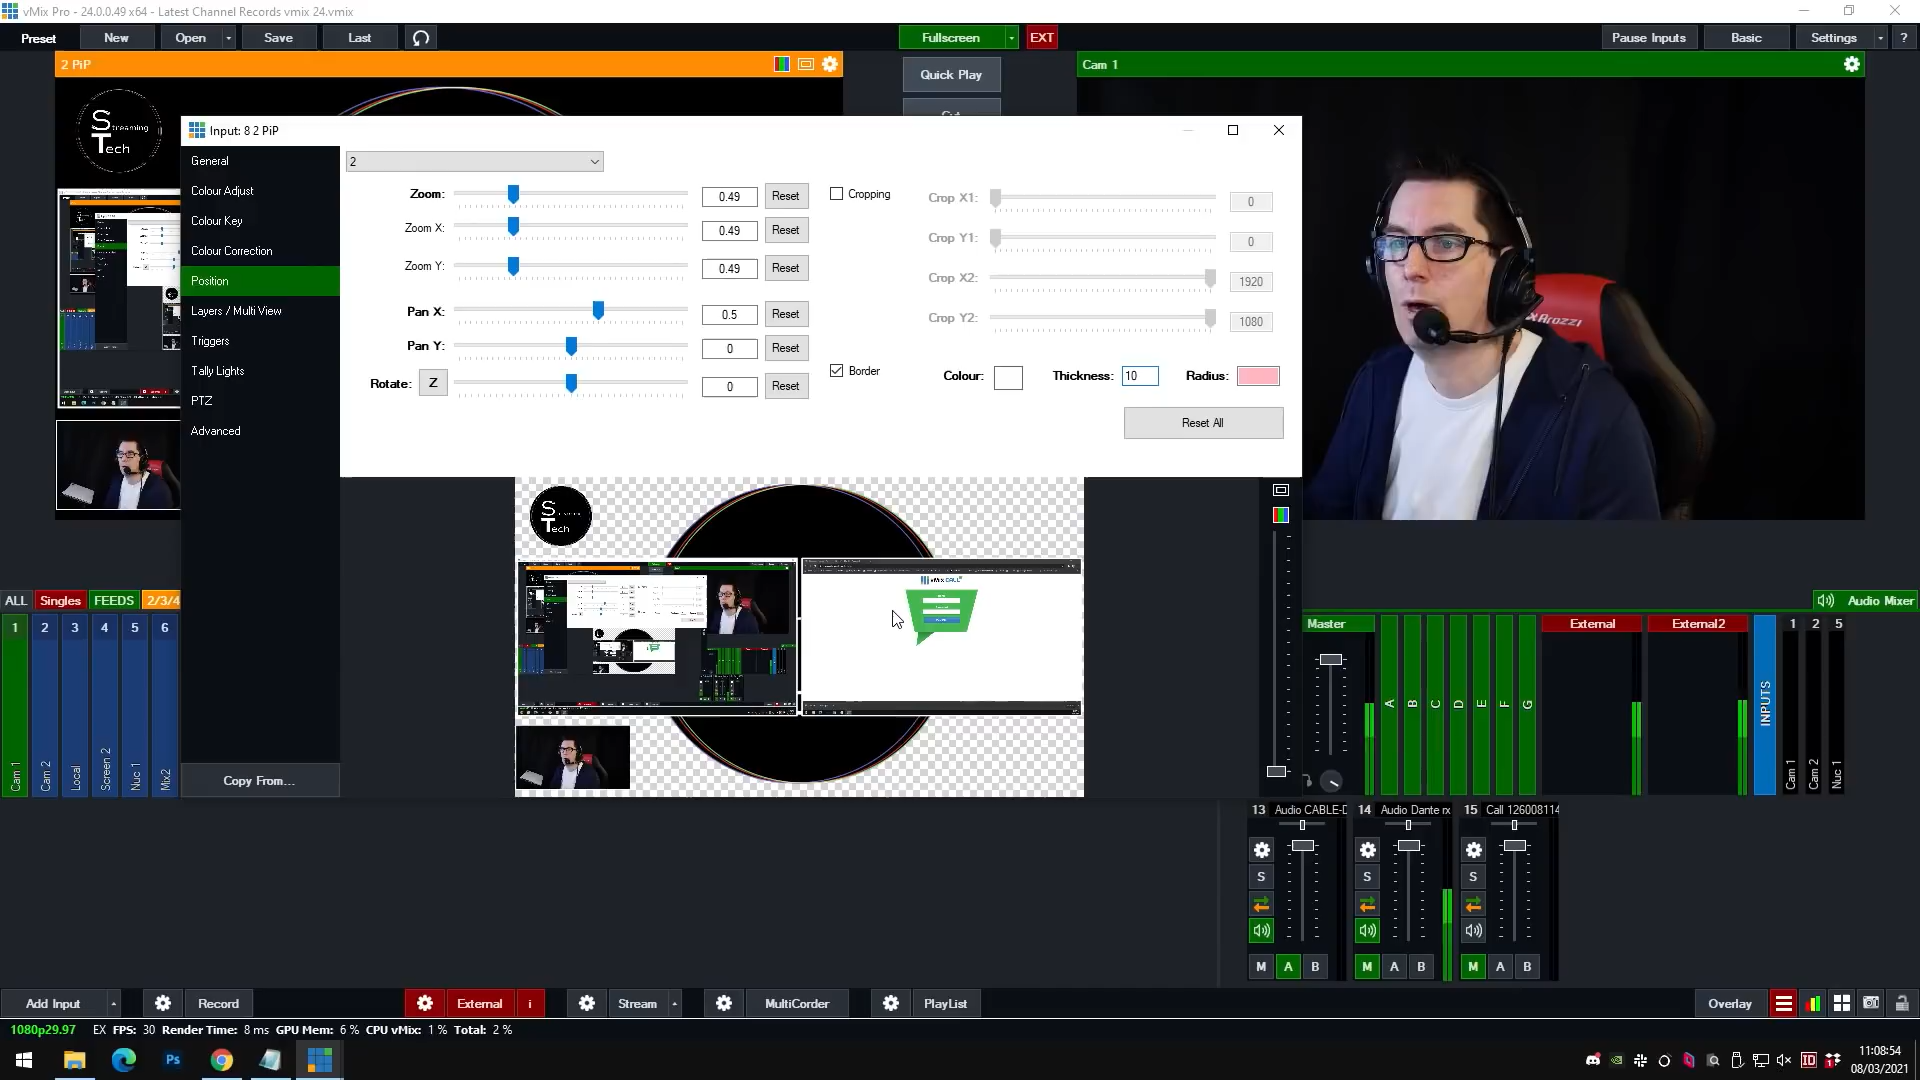 vMix Pro - 24.0.0.49 x64 - Latest Channel Records vmix 24.vmix
Preset New Open Save Last Fullscreen EXT Pause Inputs Basic Settings ?
2 PiP Quick Play Cam 1
Streaming Tech
Input: 8 2 PiP
General
Colour Adjust
Colour Key
Colour Correction
Position
Layers / Multi View
Triggers
Tally Lights
PTZ
Advanced
Copy From...
2
Zoom: 0.49 Reset
Zoom X: 0.49 Reset
Zoom Y: 0.49 Reset
Pan X: 0.5 Reset
Pan Y: 0 Reset
Rotate: Z 0 Reset
Cropping
Crop X1: 0
Crop Y1: 0
Crop X2: 1920
Crop Y2: 1080
Border Colour: Thickness: 10 Radius:
Reset All
Arozzi
Tech
vMix CALL
ALL Singles FEEDS 2/3/4
1 2 3 4 5 6
Cam 1 Cam 2 Local Screen 2 Nuc 1 Mix2
Audio Mixer
Master A B C D E F G External External2 INPUTS 1 2 5
Cam 1 Cam 2 Nuc 1
13 Audio CABLE-D 14 Audio Dante rx 15 Call 126008114
S S S
M A B M A B M A B
Add Input Record External i Stream MultiCorder PlayList Overlay
1080p29.97 EX FPS: 30 Render Time: 8 ms GPU Mem: 6 % CPU vMix: 1 % Total: 2 %
Ps
ID
11:08:54
08/03/2021